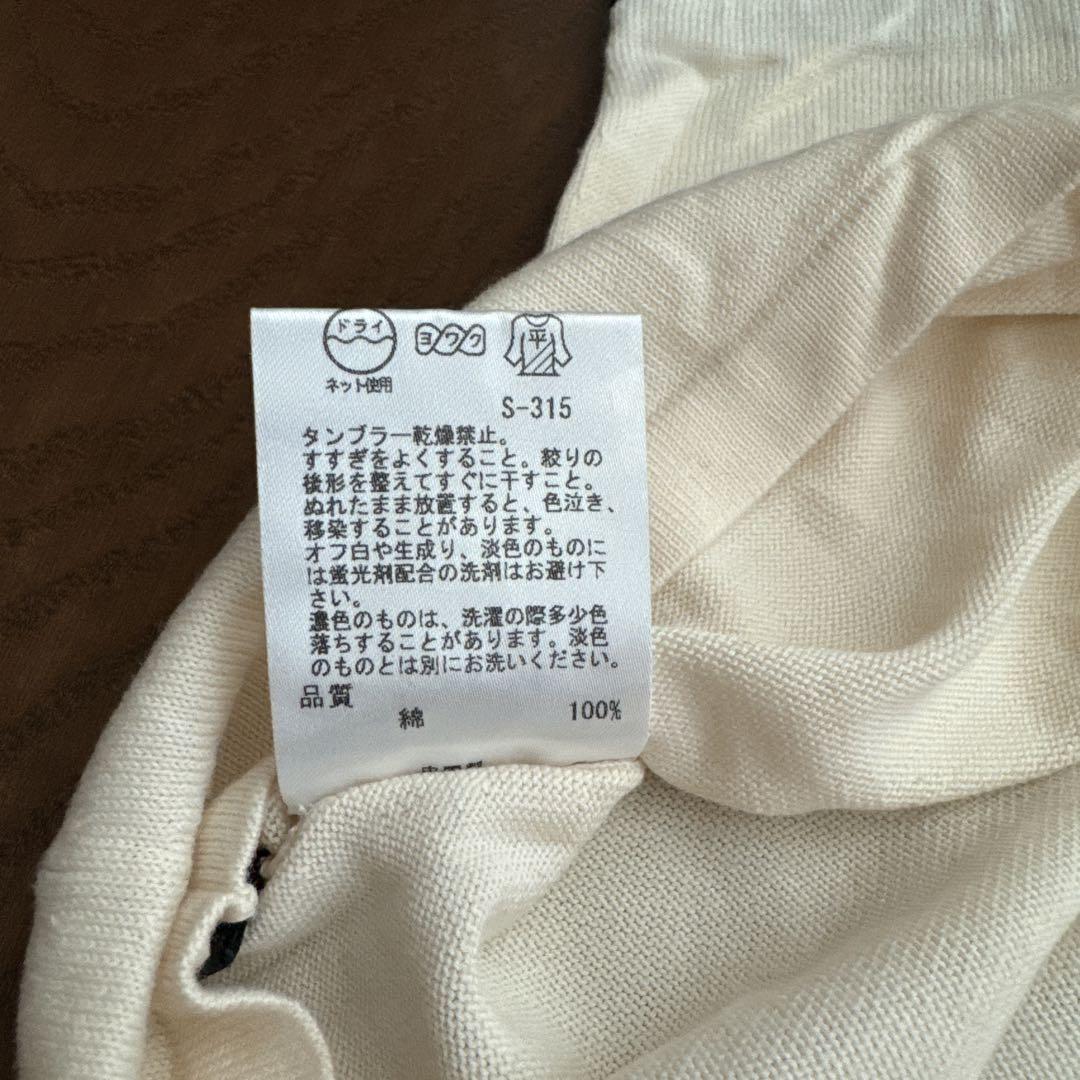 ドライ ヨワク 平
ネット使用
S-315
タンブラー乾燥禁止。
すすぎをよくすること。絞りの
後形を整えてすぐに干すこと。
ぬれたまま放置すると、色泣き、
移染することがあります。
オフ白や生成り、淡色のものに
は蛍光剤配合の洗剤はお避け下
さい。
濃色のものは、洗濯の際多少色
落ちすることがあります。淡色
のものとは別にお洗いください。
品質
綿 100%